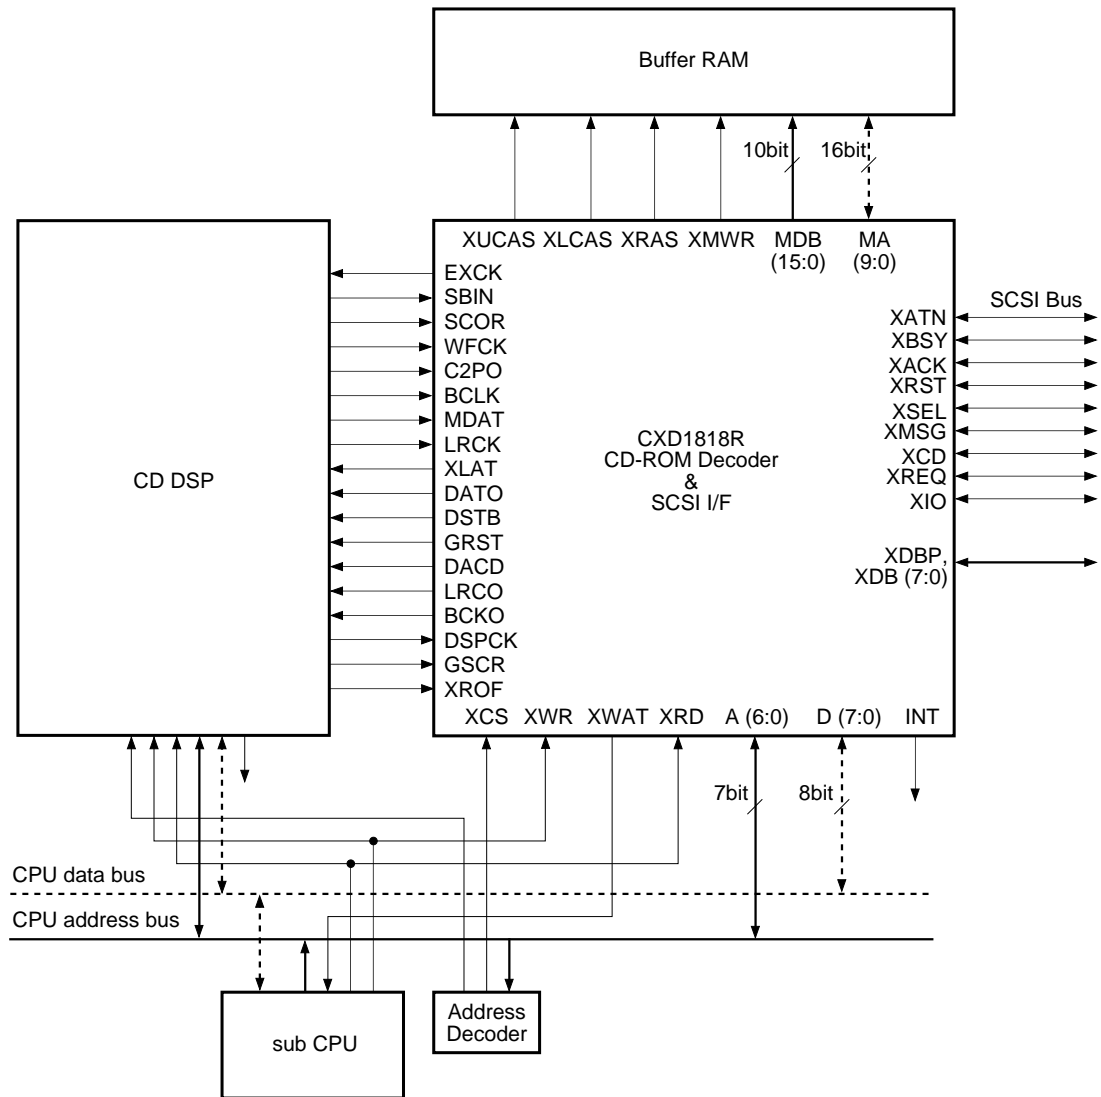 Buffer RAM
10bit
16bit
XUCAS XLCAS XRAS XMWR MDB (15:0) MA (9:0)
CD DSP
EXCK
SBIN
SCOR
WFCK
C2PO
BCLK
MDAT
LRCK
XLAT
DATO
DSTB
GRST
DACD
LRCO
BCKO
DSPCK
GSCR
XROF
CXD1818R
CD-ROM Decoder
&
SCSI I/F
SCSI Bus
XATN
XBSY
XACK
XRST
XSEL
XMSG
XCD
XREQ
XIO
XDBP,
XDB (7:0)
XCS XWR XWAT XRD A (6:0) D (7:0) INT
7bit
8bit
CPU data bus
CPU address bus
sub CPU
Address
Decoder